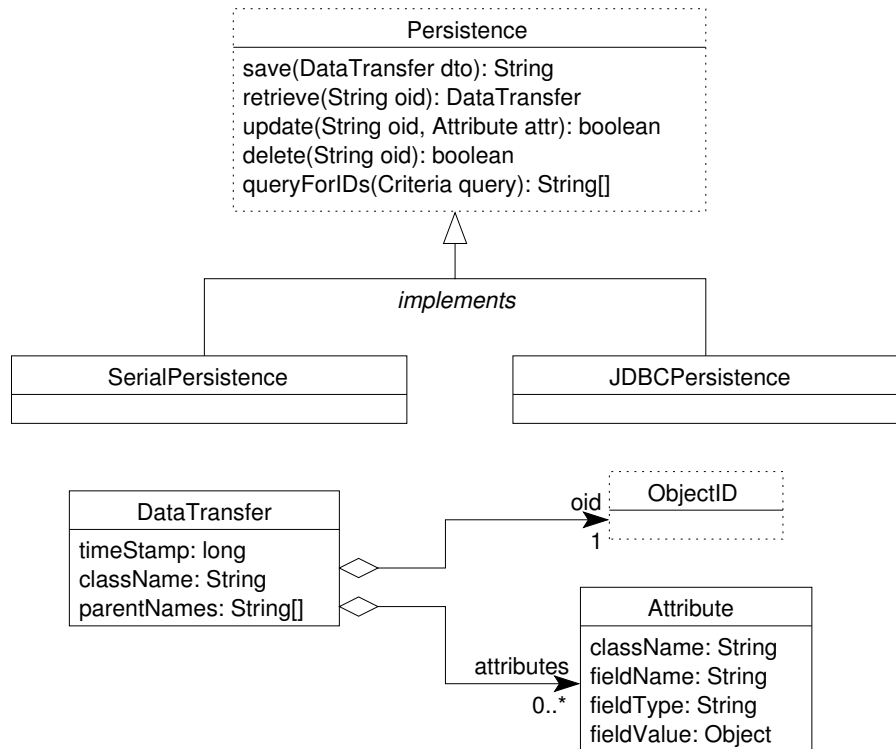 Persistence
save(DataTransfer dto): String
retrieve(String oid): DataTransfer
update(String oid, Attribute attr): boolean
delete(String oid): boolean
queryForIDs(Criteria query): String[]
implements
SerialPersistence
JDBCPersistence
DataTransfer
timeStamp: long
className: String
parentNames: String[]
oid
1
ObjectID
attributes
0..*
Attribute
className: String
fieldName: String
fieldType: String
fieldValue: Object